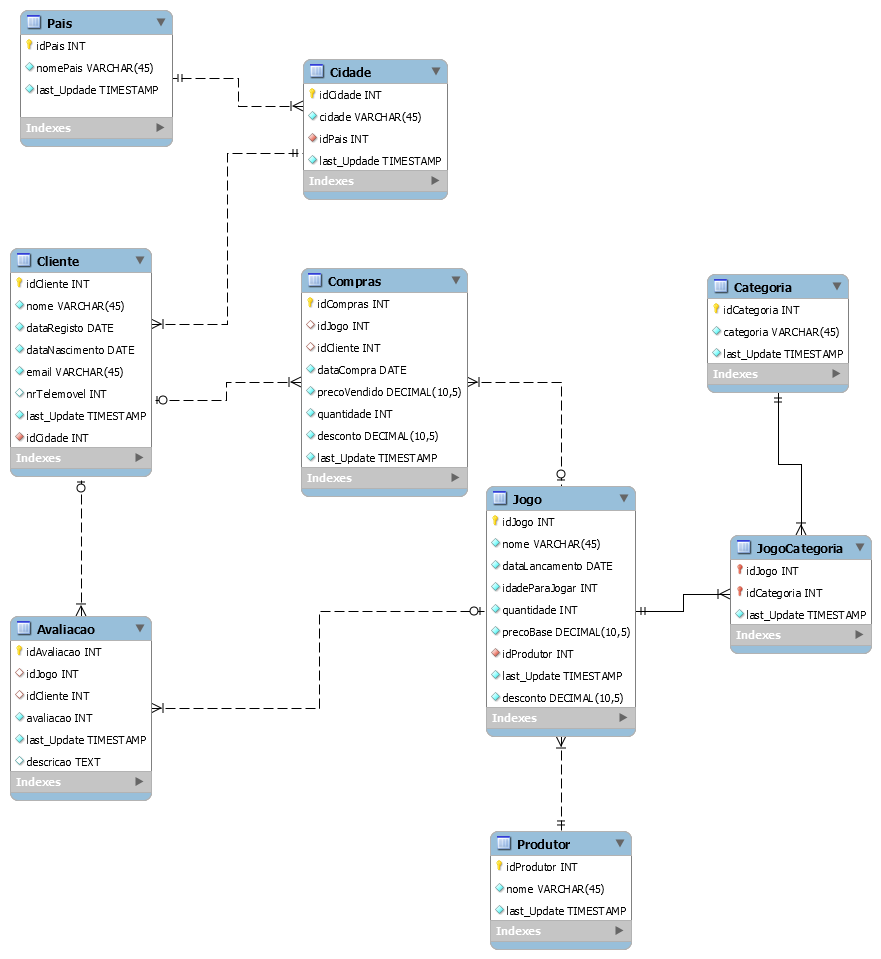 Pais
idPais INT
nomePais VARCHAR(45)
last_Updade TIMESTAMP
Indexes
Cidade
idCidade INT
cidade VARCHAR(45)
idPais INT
last_Updade TIMESTAMP
Indexes
Cliente
idCliente INT
nome VARCHAR(45)
dataRegisto DATE
dataNascimento DATE
email VARCHAR(45)
nrTelemovel INT
last_Update TIMESTAMP
idCidade INT
Indexes
Compras
idCompras INT
idJogo INT
idCliente INT
dataCompra DATE
precoVendido DECIMAL(10,5)
quantidade INT
desconto DECIMAL(10,5)
last_Update TIMESTAMP
Indexes
Categoria
idCategoria INT
categoria VARCHAR(45)
last_Update TIMESTAMP
Indexes
Jogo
idJogo INT
nome VARCHAR(45)
dataLancamento DATE
idadeParaJogar INT
quantidade INT
precoBase DECIMAL(10,5)
idProdutor INT
last_Update TIMESTAMP
desconto DECIMAL(10,5)
Indexes
JogoCategoria
idJogo INT
idCategoria INT
last_Update TIMESTAMP
Indexes
Avaliacao
idAvaliacao INT
idJogo INT
idCliente INT
avaliacao INT
last_Update TIMESTAMP
descricao TEXT
Indexes
Produtor
idProdutor INT
nome VARCHAR(45)
last_Update TIMESTAMP
Indexes